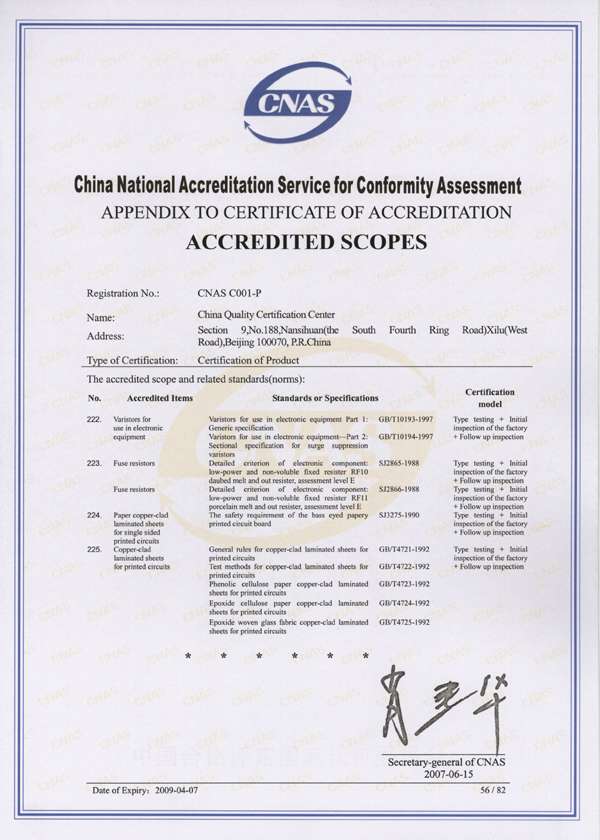 CNAS
China National Accreditation Service for Conformity Assessment
APPENDIX TO CERTIFICATE OF ACCREDITATION
ACCREDITED SCOPES
Registration No.: CNAS C001-P
Name: China Quality Certification Center
Address: Section 9,No.188,Nansihuan(the South Fourth Ring Road)Xilu(West
Road),Beijing 100070, P.R.China
Type of Certification: Certification of Product
The accredited scope and related standards(norms):
No. Accredited Items Standards or Specifications Certification
model
222. Varistors for Varistors for use in electronic equipment Part 1: GB/T10193-1997 Type testing + Initial
use in electronic Generic specification inspection of the factory
equipment Varistors for use in electronic equipment—Part 2: GB/T10194-1997 + Follow up inspection
Sectional specification for surge suppression
varistors
223. Fuse resistors Detailed criterion of electronic component: SJ2865-1988 Type testing + Initial
low-power and non-voluble fixed resister RF10 inspection of the factory
daubed melt and out resister, assessment level E + Follow up inspection
Fuse resistors Detailed criterion of electronic component: SJ2866-1988 Type testing + Initial
low-power and non-voluble fixed resister RF11 inspection of the factory
porcelain melt and out resister, assessment level E + Follow up inspection
224. Paper copper-clad The safety requirement of the bass eyed papery SJ3275-1990 Type testing + Initial
laminated sheets printed circuit board inspection of the factory
for single sided + Follow up inspection
printed circuits
225. Copper-clad General rules for copper-clad laminated sheets for GB/T4721-1992 Type testing + Initial
laminated sheets printed circuits inspection of the factory
for printed circuits Test methods for copper-clad laminated sheets for GB/T4722-1992 + Follow up inspection
printed circuits
Phenolic cellulose paper copper-clad laminated GB/T4723-1992
sheets for printed circuits
Epoxide cellulose paper copper-clad laminated GB/T4724-1992
sheets for printed circuits
Epoxide woven glass fabric copper-clad laminated GB/T4725-1992
sheets for printed circuits
* * * * * *
Secretary-general of CNAS
2007-06-15
Date of Expiry: 2009-04-07 56 / 82